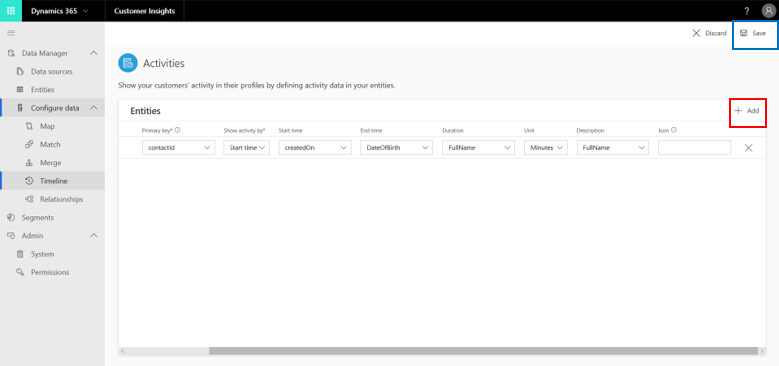 Dynamics 365
Customer Insights
?
Discard
Save
Data Manager
Data sources
Entities
Configure data
Map
Match
Merge
Timeline
Relationships
Segments
Admin
System
Permissions
Activities
Show your customers' activity in their profiles by defining activity data in your entities.
Entities
Add
Primary key* Show activity by* Start time End time Duration Unit Description Icon
contactId Start time createdOn DateOfBirth FullName Minutes FullName